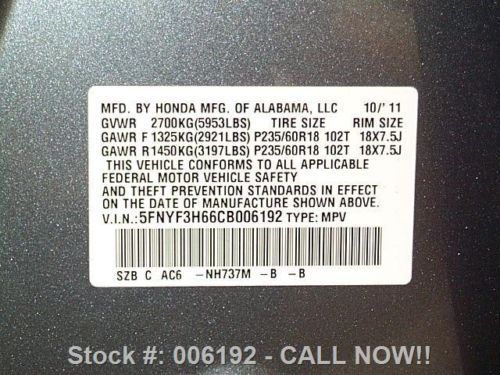 MFD. BY HONDA MFG. OF ALABAMA, LLC 10/'11
GVWR 2700KG(5953LBS) TIRE SIZE RIM SIZE
GAWR F 1325KG(2921LBS) P235/60R18 102T 18X7.5J
GAWR R1450KG(3197LBS) P235/60R18 102T 18X7.5J
THIS VEHICLE CONFORMS TO ALL APPLICABLE
FEDERAL MOTOR VEHICLE SAFETY
AND THEFT PREVENTION STANDARDS IN EFFECT
ON THE DATE OF MANUFACTURE SHOWN ABOVE.
V.I.N.: 5FNYF3H66CB006192 TYPE: MPV
SZB C AC6 -NH737M -B -B
Stock #: 006192 - CALL NOW!!